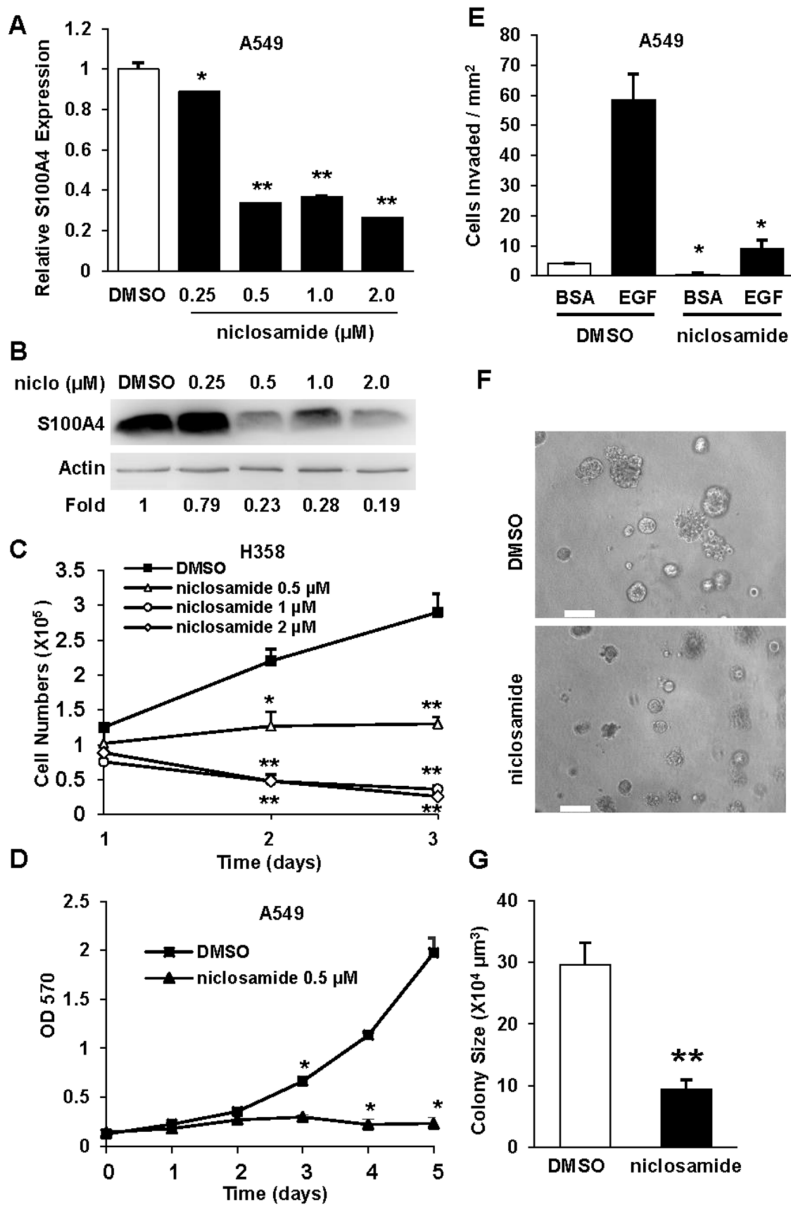 A
A549
Relative S100A4 Expression
1.2
1
0.8
0.6
0.4
0.2
0
*
**
**
**
DMSO 0.25 0.5 1.0 2.0
niclosamide (µM)
B
niclo (µM) DMSO 0.25 0.5 1.0 2.0
S100A4
Actin
Fold 1 0.79 0.23 0.28 0.19
C
H358
Cell Numbers (X10⁵)
3.5
3
2.5
2
1.5
1
0.5
0
DMSO
niclosamide 0.5 µM
niclosamide 1 µM
niclosamide 2 µM
*
**
**
**
**
**
1 2 3
Time (days)
D
A549
OD 570
2.5
2
1.5
1
0.5
0
DMSO
niclosamide 0.5 µM
*
*
*
0 1 2 3 4 5
Time (days)
E
A549
Cells Invaded / mm²
80
70
60
50
40
30
20
10
0
*
*
BSA EGF BSA EGF
DMSO niclosamide
F
DMSO
niclosamide
G
Colony Size (X10⁴ µm³)
40
30
20
10
0
**
DMSO niclosamide